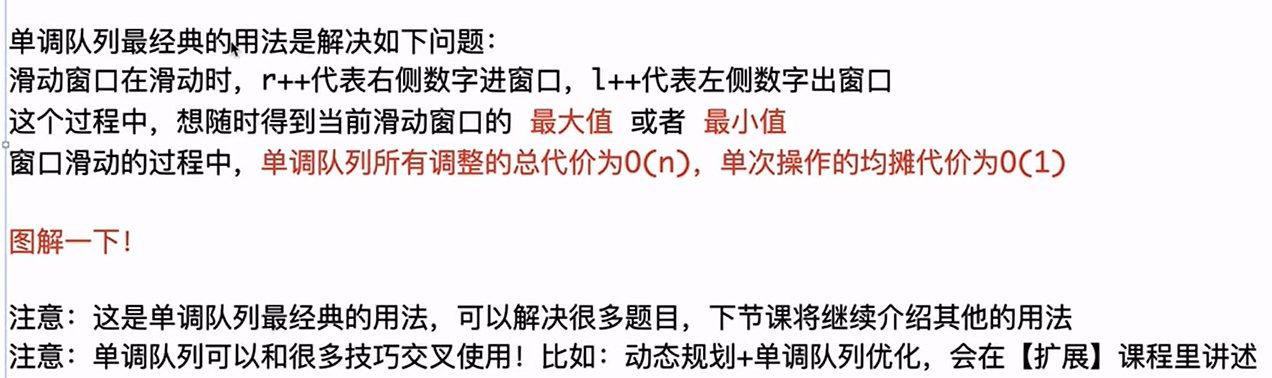 单调队列最经典的用法是解决如下问题：
滑动窗口在滑动时，r++代表右侧数字进窗口，l++代表左侧数字出窗口
这个过程中，想随时得到当前滑动窗口的 最大值 或者 最小值
窗口滑动的过程中，单调队列所有调整的总代价为O(n)，单次操作的均摊代价为O(1)
图解一下！
注意：这是单调队列最经典的用法，可以解决很多题目，下节课将继续介绍其他的用法
注意：单调队列可以和很多技巧交叉使用！比如：动态规划+单调队列优化，会在【扩展】课程里讲述